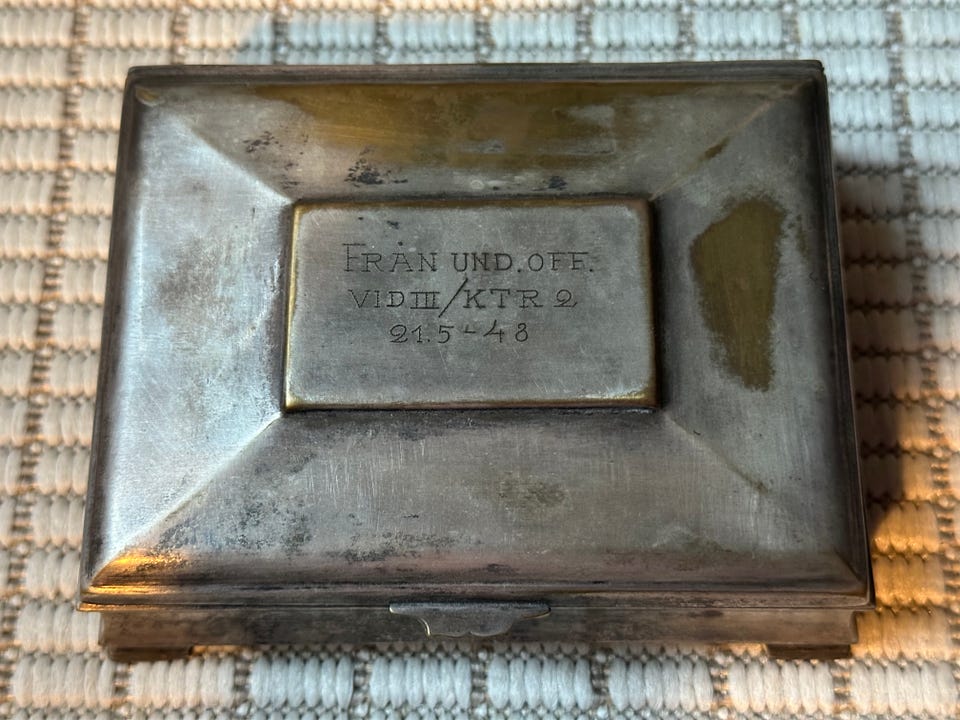 FRÅN UND.OFF.
VID III/KTR 2
21.5-48